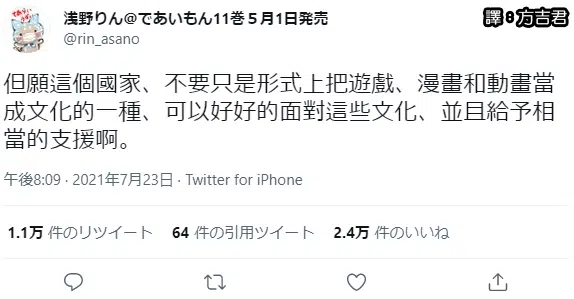 浅野りん@であいもん11巻５月1日発売
譯：方吉君
@rin_asano
但願這個國家、不要只是形式上把遊戲、漫畫和動畫當
成文化的一種、可以好好的面對這些文化、並且給予相
當的支援啊。
午後8:09 · 2021年7月23日 · Twitter for iPhone
1.1万 件のリツイート 64 件の引用ツイート 2.4万 件のいいね